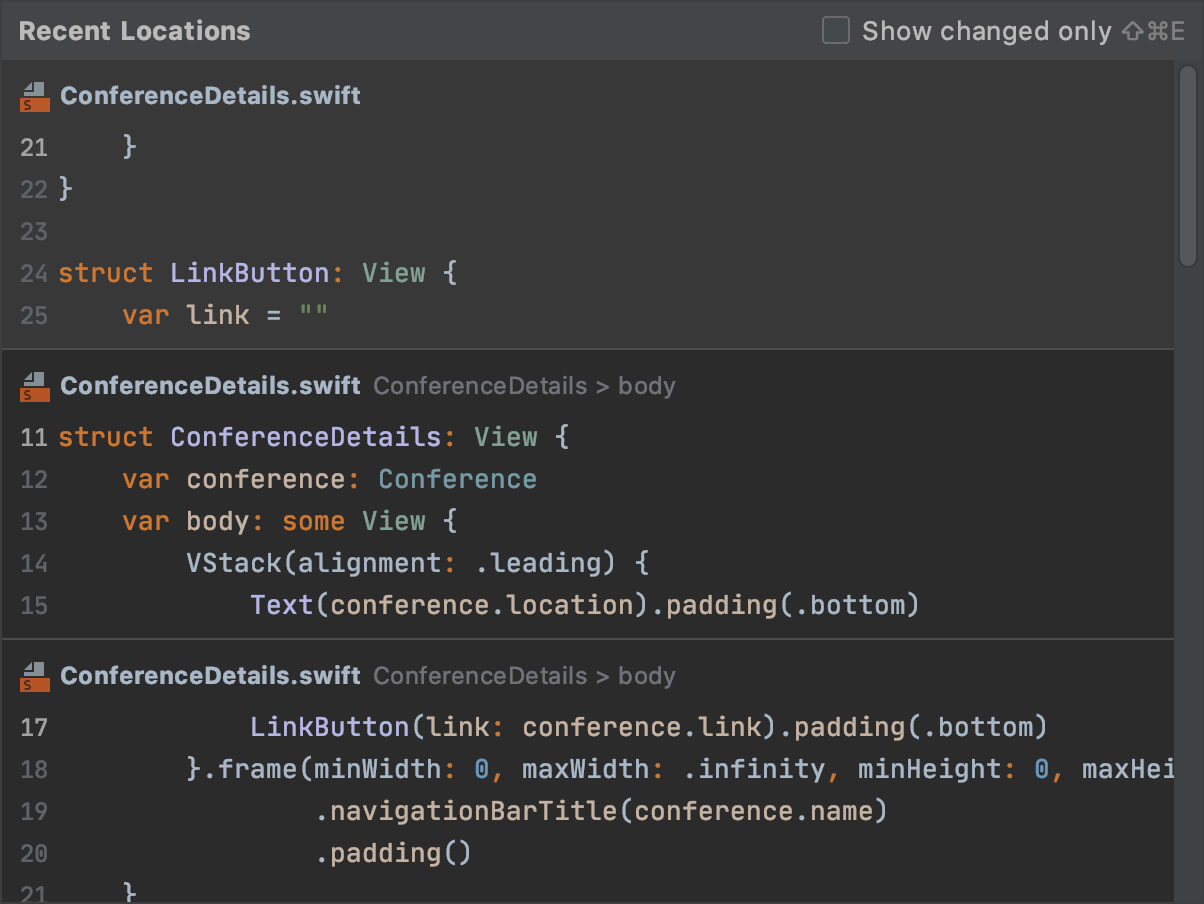 Recent Locations Show changed only ⇧⌘E
ConferenceDetails.swift
21     }
22 }
23
24 struct LinkButton: View {
25     var link = ""
ConferenceDetails.swift ConferenceDetails > body
11 struct ConferenceDetails: View {
12     var conference: Conference
13     var body: some View {
14         VStack(alignment: .leading) {
15             Text(conference.location).padding(.bottom)
ConferenceDetails.swift ConferenceDetails > body
17             LinkButton(link: conference.link).padding(.bottom)
18         }.frame(minWidth: 0, maxWidth: .infinity, minHeight: 0, maxHei
19                 .navigationBarTitle(conference.name)
20                 .padding()
21     }